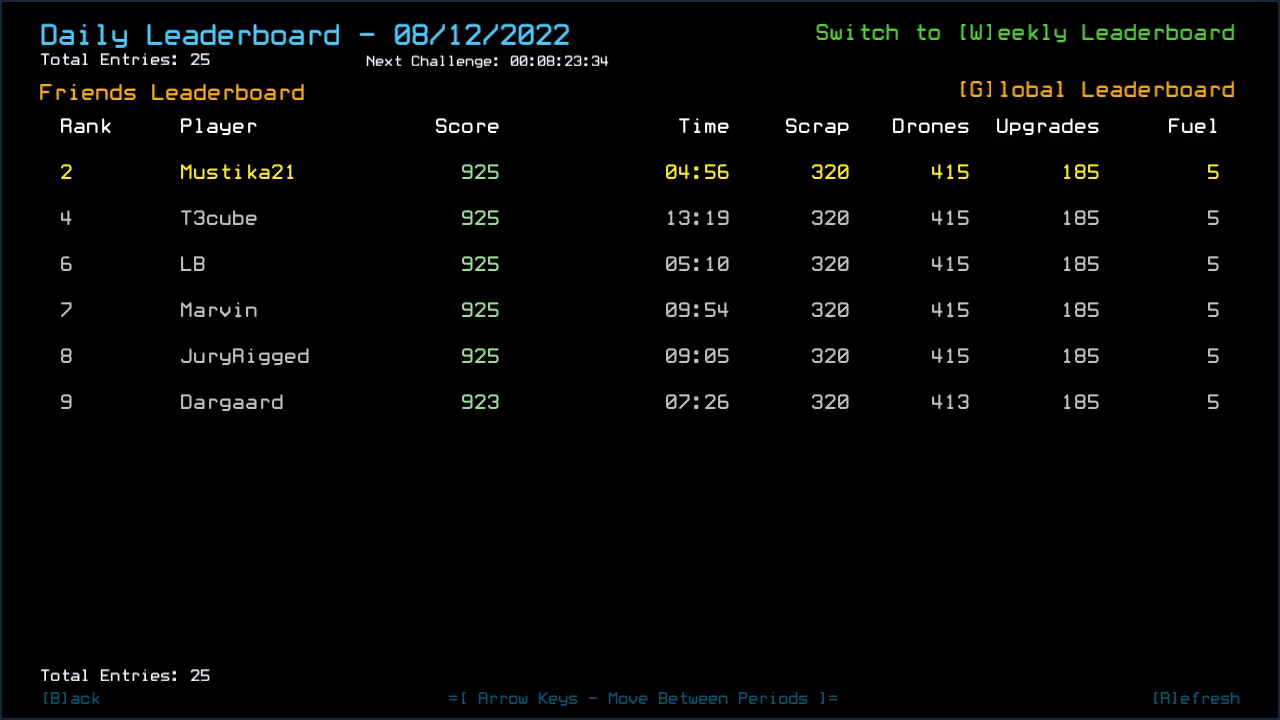 Daily Leaderboard - 08/12/2022 Switch to [W]eekly Leaderboard
Total Entries: 25 Next Challenge: 00:08:23:34
Friends Leaderboard [G]lobal Leaderboard
Rank Player Score Time Scrap Drones Upgrades Fuel
2 Mustika21 925 04:56 320 415 185 5
4 T3cube 925 13:19 320 415 185 5
6 LB 925 05:10 320 415 185 5
7 Marvin 925 09:54 320 415 185 5
8 JuryRigged 925 09:05 320 415 185 5
9 Dargaard 923 07:26 320 413 185 5
Total Entries: 25
[B]ack =[ Arrow Keys - Move Between Periods ]= [R]efresh